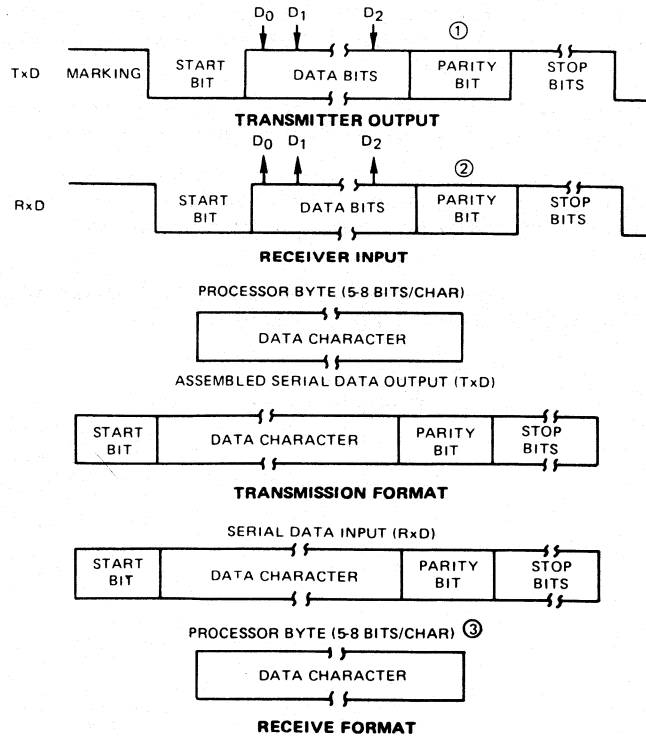 D0 D1 D2 ①
TxD MARKING START BIT DATA BITS PARITY BIT STOP BITS
TRANSMITTER OUTPUT
D0 D1 D2 ②
RxD START BIT DATA BITS PARITY BIT STOP BITS
RECEIVER INPUT
PROCESSOR BYTE (5-8 BITS/CHAR)
DATA CHARACTER
ASSEMBLED SERIAL DATA OUTPUT (TxD)
START BIT DATA CHARACTER PARITY BIT STOP BITS
TRANSMISSION FORMAT
SERIAL DATA INPUT (RxD)
START BIT DATA CHARACTER PARITY BIT STOP BITS
PROCESSOR BYTE (5-8 BITS/CHAR) ③
DATA CHARACTER
RECEIVE FORMAT